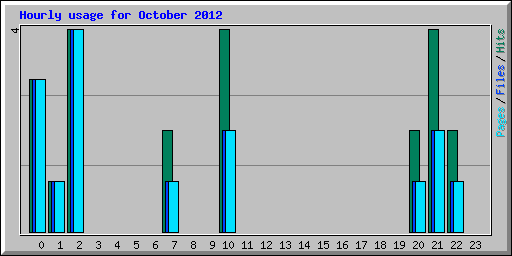 Hourly usage for October 2012
4
Pages/Files/Hits
0 1 2 3 4 5 6 7 8 9 10 11 12 13 14 15 16 17 18 19 20 21 22 23